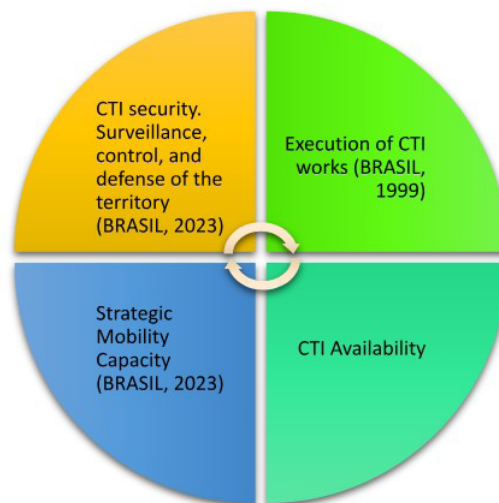 CTI security.
Surveillance,
control, and
defense of the
territory
(BRASIL, 2023)
Execution of CTI
works (BRASIL,
1999)
Strategic
Mobility
Capacity
(BRASIL, 2023)
CTI Availability